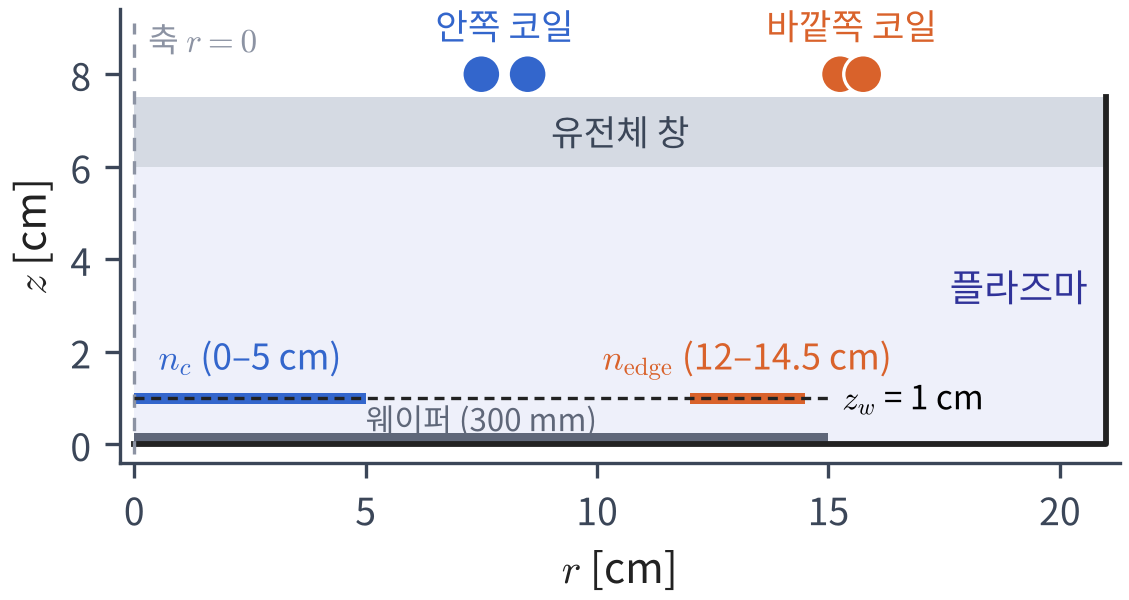 안쪽 코일
바깥쪽 코일
축 r = 0
유전체 창
플라즈마
n_c (0–5 cm)
n_edge (12–14.5 cm)
z_w = 1 cm
웨이퍼 (300 mm)
z [cm]
8
6
4
2
0
0 5 10 15 20
r [cm]